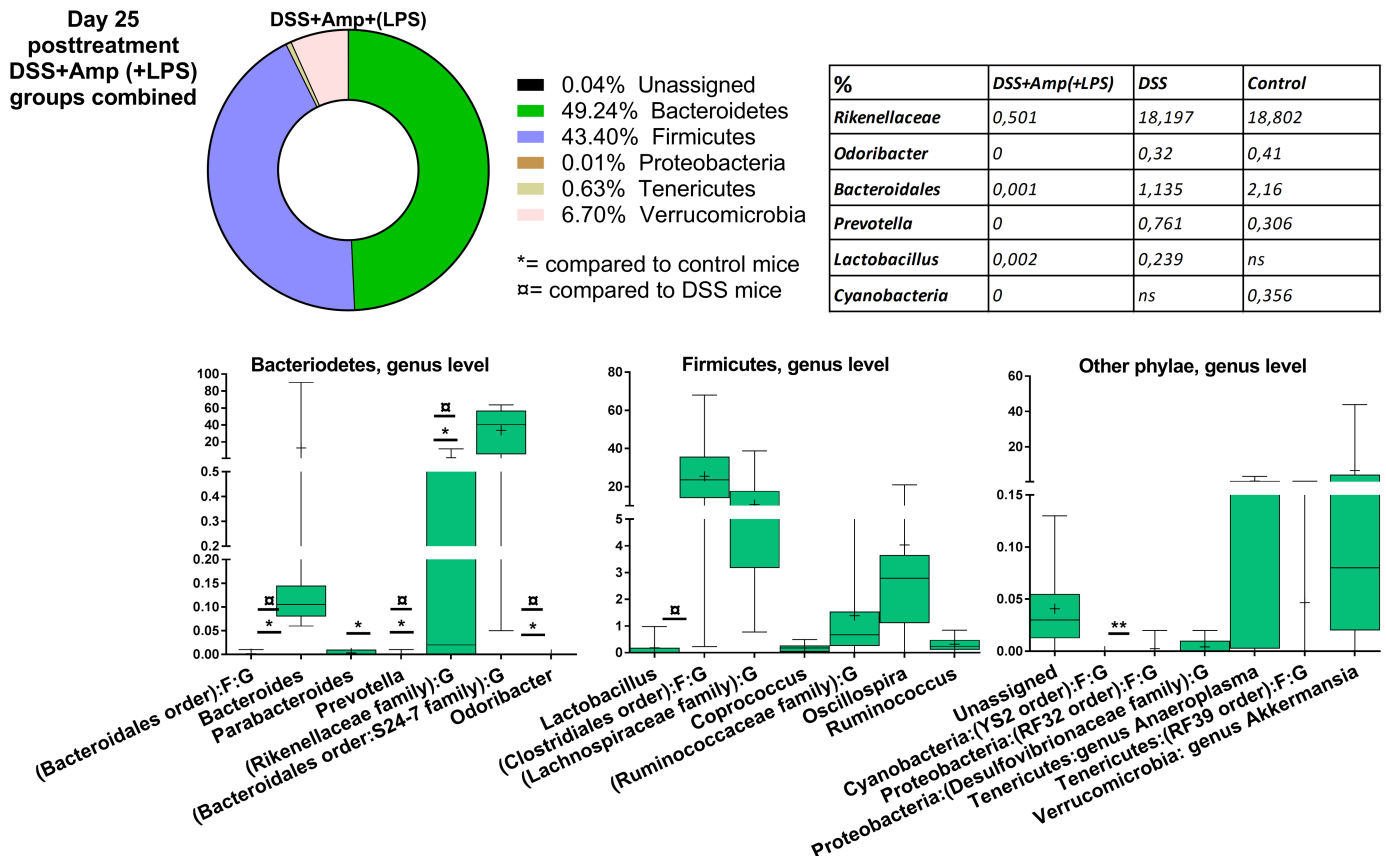 Day 25
posttreatment
DSS+Amp (+LPS)
groups combined
DSS+Amp+(LPS)
0.04% Unassigned
49.24% Bacteroidetes
43.40% Firmicutes
0.01% Proteobacteria
0.63% Tenericutes
6.70% Verrucomicrobia
*= compared to control mice
¤= compared to DSS mice
% DSS+Amp(+LPS) DSS Control
Rikenellaceae 0,501 18,197 18,802
Odoribacter 0 0,32 0,41
Bacteroidales 0,001 1,135 2,16
Prevotella 0 0,761 0,306
Lactobacillus 0,002 0,239 ns
Cyanobacteria 0 ns 0,356
Bacteriodetes, genus level
100
80
60
40
20
0.5
0.4
0.3
0.2
0.20
0.15
0.10
0.05
0.00
¤
*
*
¤
*
¤
*
¤
*
(Bacteroidales order):F:G
Bacteroides
Parabacteroides
Prevotella
(Rikenellaceae family):G
(Bacteroidales order:S24-7 family):G
Odoribacter
Firmicutes, genus level
80
60
40
20
5
4
3
2
1
0
¤
Lactobacillus
(Clostridiales order):F:G
(Lachnospiraceae family):G
Coprococcus
(Ruminococcaceae family):G
Oscillospira
Ruminococcus
Other phylae, genus level
60
40
20
0.15
0.10
0.05
0.00
**
Unassigned
Cyanobacteria:(YS2 order):F:G
Proteobacteria:(RF32 order):F:G
Proteobacteria:(Desulfovibrionaceae family):G
Tenericutes:genus Anaeroplasma
Tenericutes:(RF39 order):F:G
Verrucomicrobia: genus Akkermansia